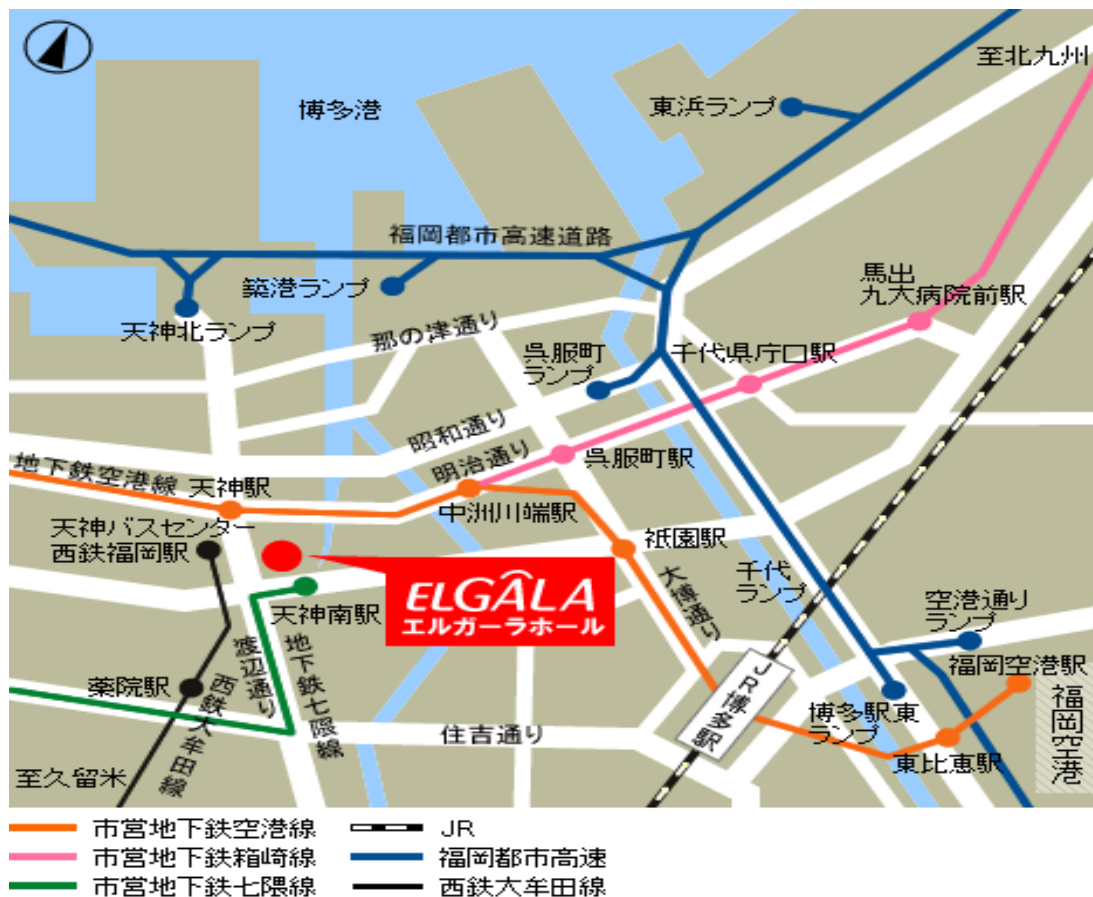 博多港
至北九州
東浜ランプ
福岡都市高速道路
築港ランプ
天神北ランプ
馬出
九大病院前駅
那の津通り
呉服町
ランプ
千代県庁口駅
昭和通り
明治通り
呉服町駅
地下鉄空港線
天神駅
中洲川端駅
天神バスセンター
西鉄福岡駅
祇園駅
ELGALA
エルガーラホール
天神南駅
大博通り
千代
ランプ
空港通り
ランプ
福岡空港駅
渡辺通り
地下鉄七隈線
薬院駅
西鉄大牟田線
JR博多駅
博多駅東
ランプ
福岡空港
住吉通り
東比恵駅
至久留米
市営地下鉄空港線
JR
市営地下鉄箱崎線
福岡都市高速
市営地下鉄七隈線
西鉄大牟田線